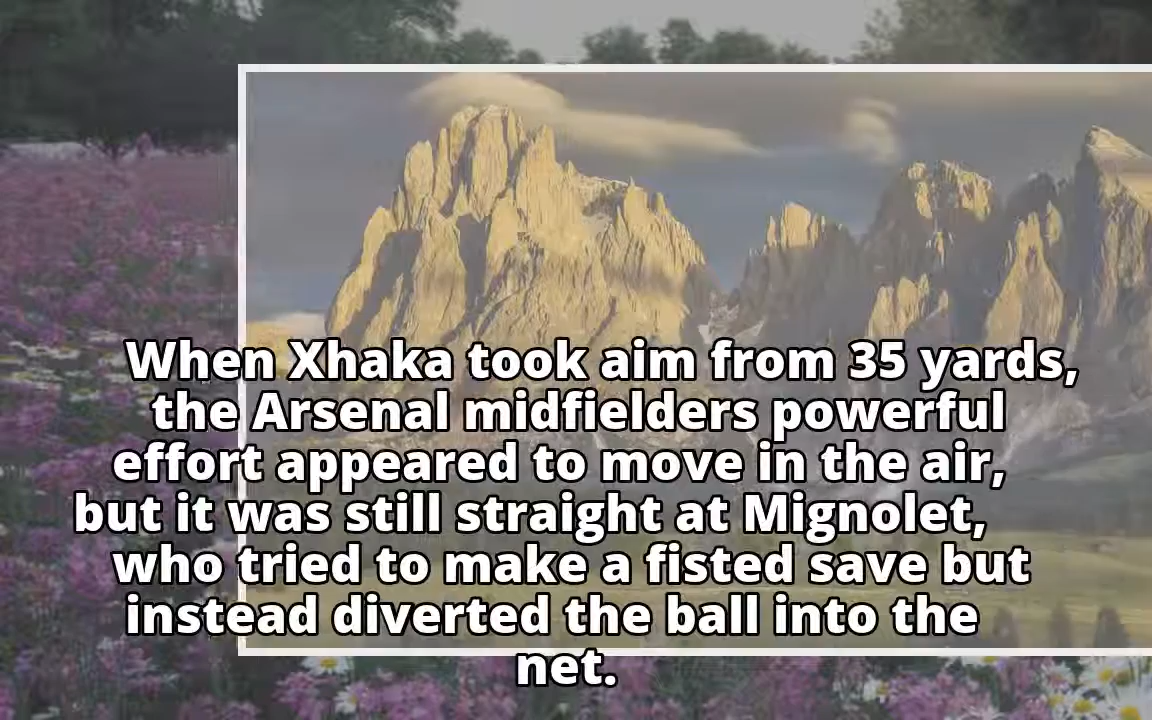 When Xhaka took aim from 35 yards,
the Arsenal midfielders powerful
effort appeared to move in the air,
but it was still straight at Mignolet,
who tried to make a fisted save but
instead diverted the ball into the
net.